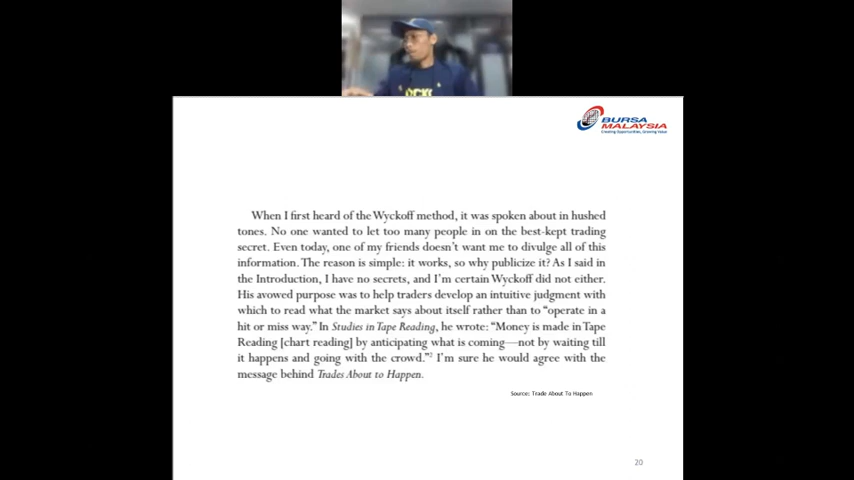 BURSA
MALAYSIA
Creating Opportunities, Growing Value
When I first heard of the Wyckoff method, it was spoken about in hushed
tones. No one wanted to let too many people in on the best-kept trading
secret. Even today, one of my friends doesn't want me to divulge all of this
information. The reason is simple: it works, so why publicize it? As I said in
the Introduction, I have no secrets, and I'm certain Wyckoff did not either.
His avowed purpose was to help traders develop an intuitive judgment with
which to read what the market says about itself rather than to “operate in a
hit or miss way.” In Studies in Tape Reading, he wrote: “Money is made in Tape
Reading [chart reading] by anticipating what is coming—not by waiting till
it happens and going with the crowd.”² I'm sure he would agree with the
message behind Trades About to Happen.
Source: Trade About To Happen
20